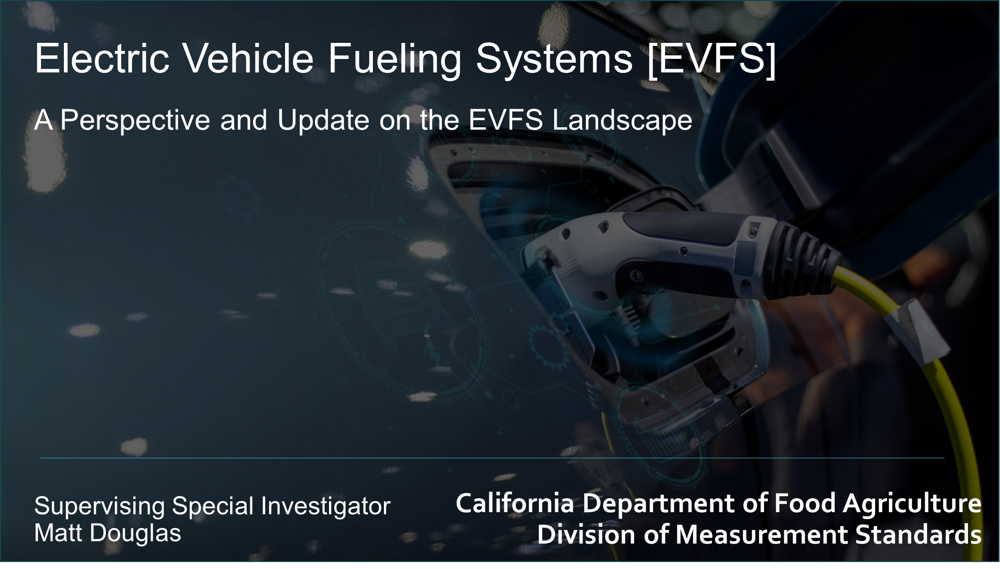 Electric Vehicle Fueling Systems [EVFS]
A Perspective and Update on the EVFS Landscape
Supervising Special Investigator
Matt Douglas
California Department of Food Agriculture
Division of Measurement Standards